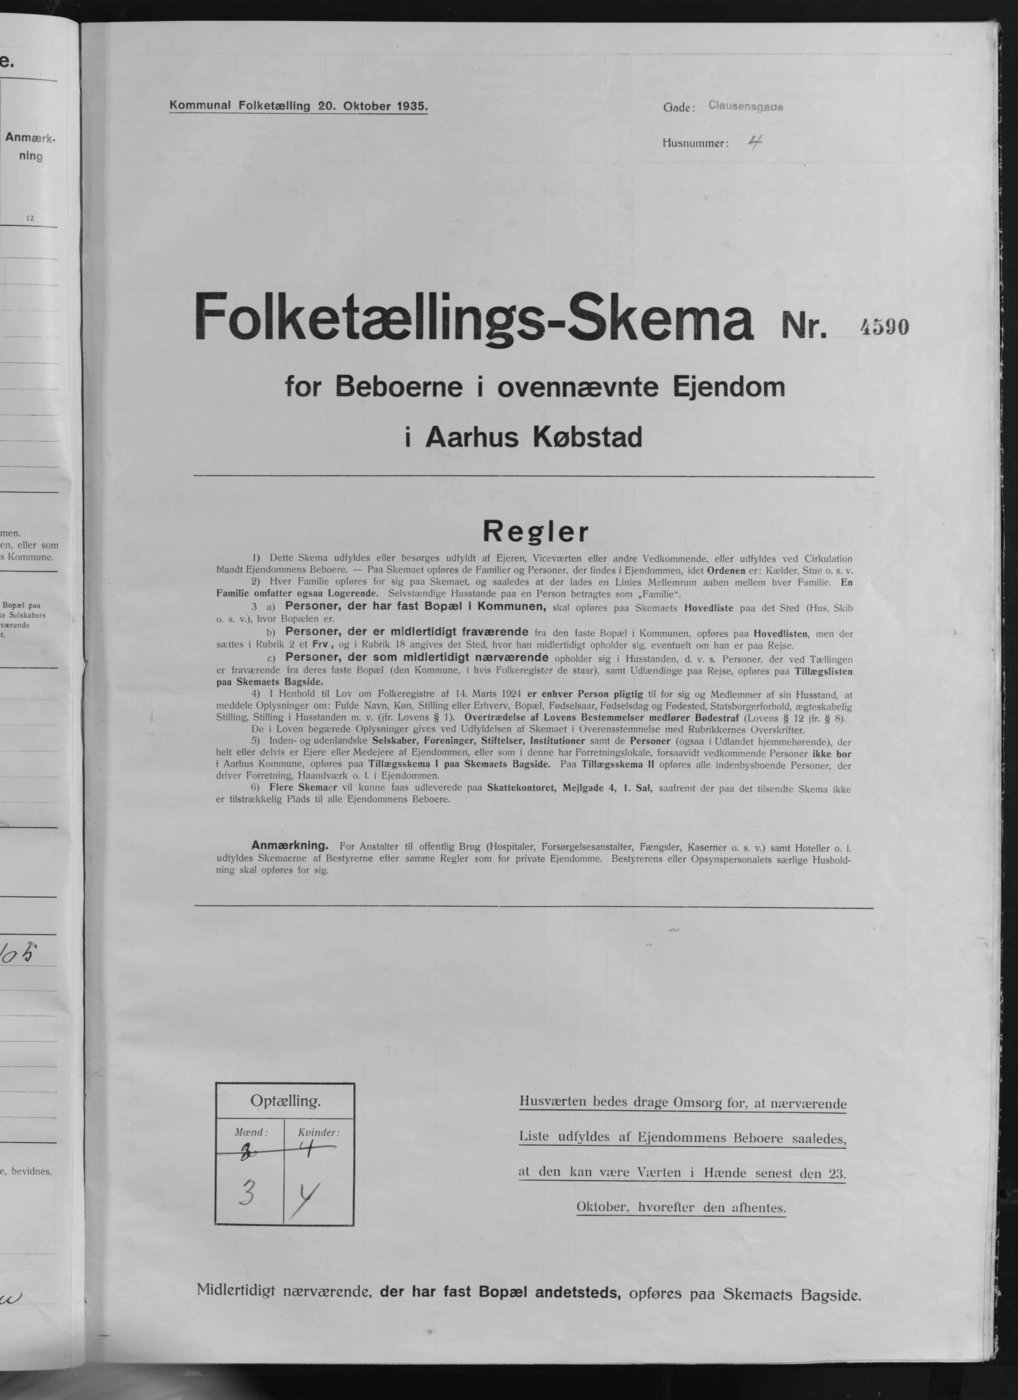 e.
Anmærk-
ning
12
men.
en, eller som
s Kommune.
Bopæl paa
e Selskabers
værende
t.
105
e, bevidnes.
Kommunal Folketælling 20. Oktober 1935.
Gade: Clausensgade
Husnummer: 4
Folketællings-Skema Nr. 4590
for Beboerne i ovennævnte Ejendom
i Aarhus Købstad
Regler
1) Dette Skema udfyldes eller besørges udfyldt af Ejeren, Viceværten eller andre Vedkommende, eller udfyldes ved Cirkulation
blandt Ejendommens Beboere. — Paa Skemaet opføres de Familier og Personer, der findes i Ejendommen, idet Ordenen er: Kælder, Stue o. s. v.
2) Hver Familie opføres for sig paa Skemaet, og saaledes at der lades en Linies Mellemrum aaben mellem hver Familie. En
Familie omfatter ogsaa Logerende. Selvstændige Husstande paa en Person betragtes som „Familie“.
3 a) Personer, der har fast Bopæl i Kommunen, skal opføres paa Skemaets Hovedliste paa det Sted (Hus, Skib
o. s. v.), hvor Bopælen er.
b) Personer, der er midlertidigt fraværende fra den faste Bopæl i Kommunen, opføres paa Hovedlisten, men der
sættes i Rubrik 2 et Frv., og i Rubrik 18 angives det Sted, hvor han midlertidigt opholder sig, eventuelt om han er paa Rejse.
c) Personer, der som midlertidigt nærværende opholder sig i Husstanden, d. v. s. Personer, der ved Tællingen
er fraværende fra deres faste Bopæl (den Kommune, i hvis Folkeregister de staar), samt Udlændinge paa Rejse, opføres paa Tillægslisten
paa Skemaets Bagside.
4) I Henhold til Lov om Folkeregistre af 14. Marts 1924 er enhver Person pligtig til for sig og Medlemmer af sin Husstand, at
meddele Oplysninger om: Fulde Navn, Køn, Stilling eller Erhverv, Bopæl, Fødselsaar, Fødselsdag og Fødested, Statsborgerforhold, ægteskabelig
Stilling, Stilling i Husstanden m. v. (jfr. Lovens § 1). Overtrædelse af Lovens Bestemmelser medfører Bødestraf (Lovens § 12 jfr. § 8).
De i Loven begærede Oplysninger gives ved Udfyldelsen af Skemaet i Overensstemmelse med Rubrikkernes Overskrifter.
5) Inden- og udenlandske Selskaber, Foreninger, Stiftelser, Institutioner samt de Personer (ogsaa i Udlandet hjemmehørende), der
helt eller delvis er Ejere eller Medejere af Ejendommen, eller som i denne har Forretningslokale, forsaavidt vedkommende Personer ikke bor
i Aarhus Kommune, opføres paa Tillægsskema I paa Skemaets Bagside. Paa Tillægsskema II opføres alle indenbysboende Personer, der
driver Forretning, Haandværk o. l. i Ejendommen.
6) Flere Skemaer vil kunne faas udleverede paa Skattekontoret, Mejlgade 4, 1. Sal, saafremt der paa det tilsendte Skema ikke
er tilstrækkelig Plads til alle Ejendommens Beboere.
Anmærkning. For Anstalter til offentlig Brug (Hospitaler, Forsørgelsesanstalter, Fængsler, Kaserner o. s. v.) samt Hoteller o. l.
udfyldes Skemaerne af Bestyrerne efter samme Regler som for private Ejendomme. Bestyrerens eller Opsynspersonalets særlige Hushold-
ning skal opføres for sig.
Optælling.
Mænd: Kvinder:
3 4
3 4
Husværten bedes drage Omsorg for, at nærværende
Liste udfyldes af Ejendommens Beboere saaledes,
at den kan være Værten i Hænde senest den 23.
Oktober, hvorefter den afhentes.
Midlertidigt nærværende, der har fast Bopæl andetsteds, opføres paa Skemaets Bagside.